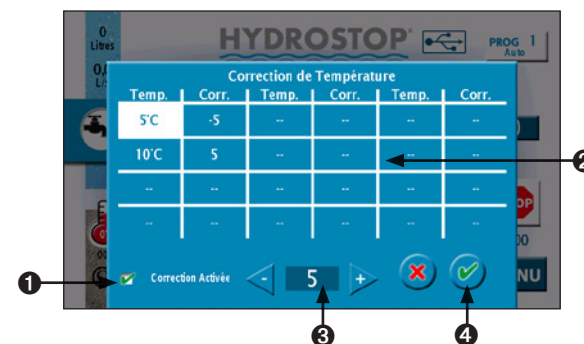 0
Litres
HYDROSTOP
PROG 1
Auto
0,
L/
Correction de Température
Temp. Corr. Temp. Corr. Temp. Corr.
5°C -5 -- -- -- --
10°C 5 -- -- -- --
-- -- -- -- -- --
-- -- -- -- -- --
OP
00
00
NU
Correction Activée - 5 +
1
2
3
4